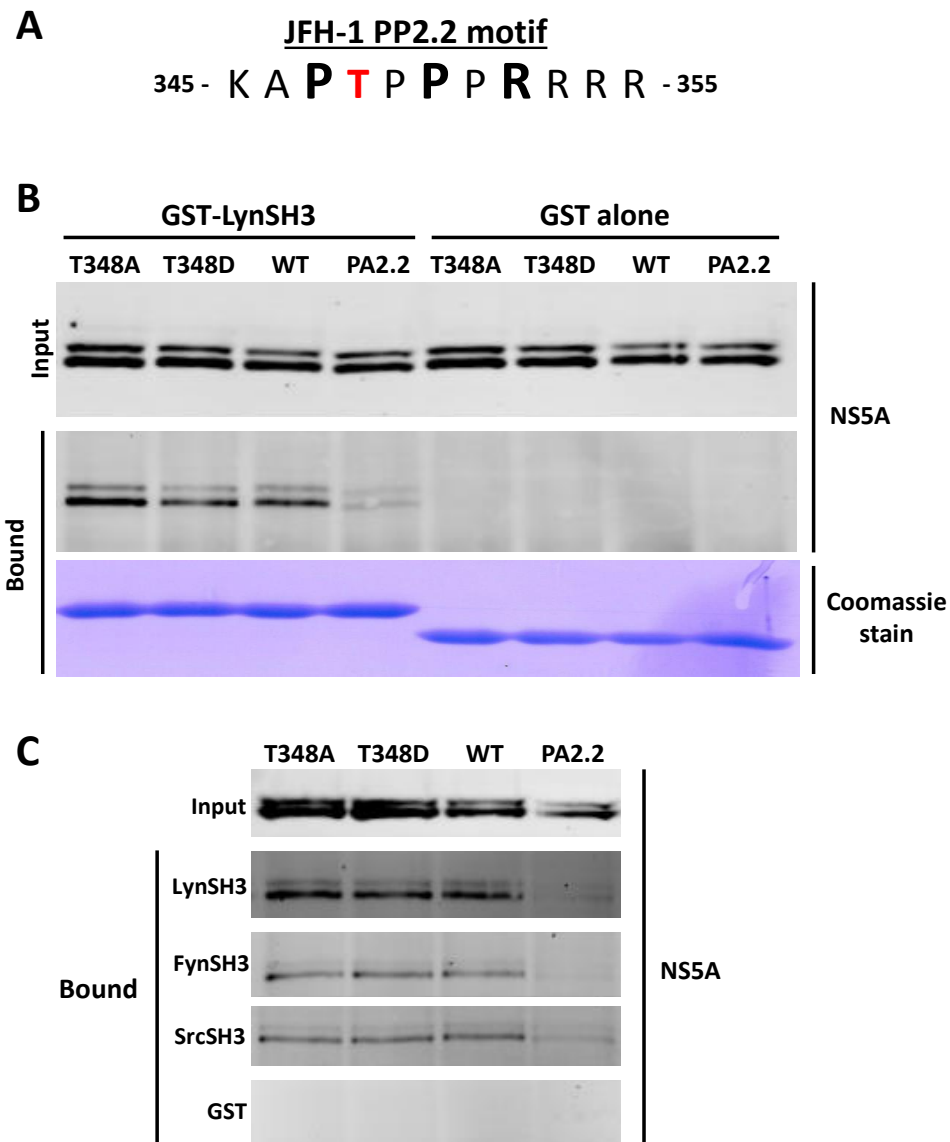 A
JFH-1 PP2.2 motif
345 - K A P T P P P R R R R - 355
B
GST-LynSH3 GST alone
T348A T348D WT PA2.2 T348A T348D WT PA2.2
Input
NS5A
Bound
Coomassie
stain
C
T348A T348D WT PA2.2
Input
LynSH3
FynSH3
NS5A
Bound
SrcSH3
GST